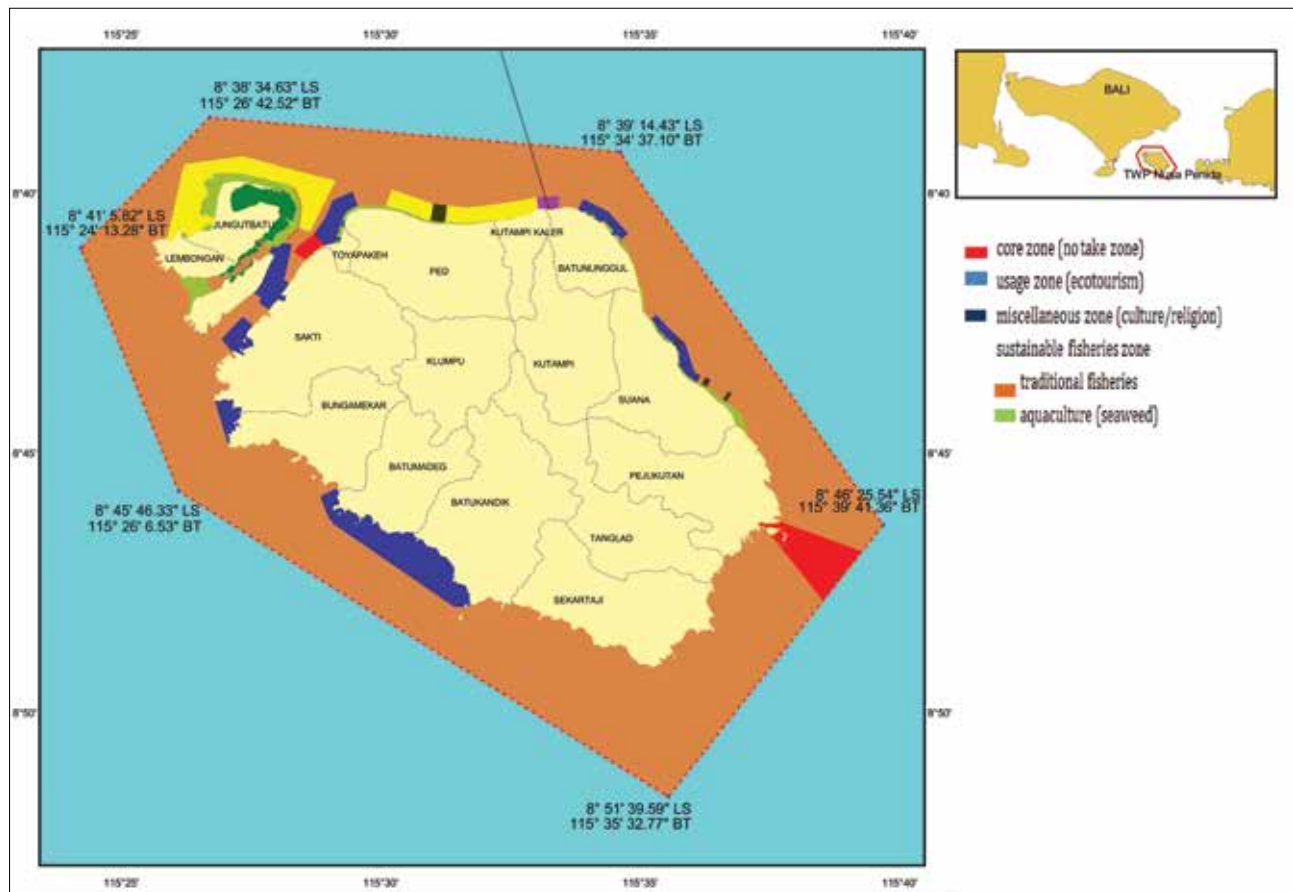 115°25'
115°30'
115°35'
115°40'
8° 38' 34.63" LS
115° 26' 42.52" BT
8° 39' 14.43" LS
115° 34' 37.10" BT
8°40'
8°40'
8° 41' 5.82" LS
115° 24' 13.28" BT
JUNGUTBATU
LEMBONGAN
TOYAPAKEH
PED
KUTAMPI KALER
BATUNUNGGUL
SAKTI
KLUMPU
KUTAMPI
SUANA
BUNGAMEKAR
8°45'
8°45'
BATUMADEG
BATUKANDIK
PEJUKUTAN
8° 45' 46.33" LS
115° 26' 6.53" BT
8° 46' 25.54" LS
115° 39' 41.36" BT
TANGLAD
SEKARTAJI
8°50'
8°50'
8° 51' 39.59" LS
115° 35' 32.77" BT
115°25'
115°30'
115°35'
115°40'
BALI
TWP Nusa Penida
core zone (no take zone)
usage zone (ecotourism)
miscellaneous zone (culture/religion)
sustainable fisheries zone
traditional fisheries
aquaculture (seaweed)